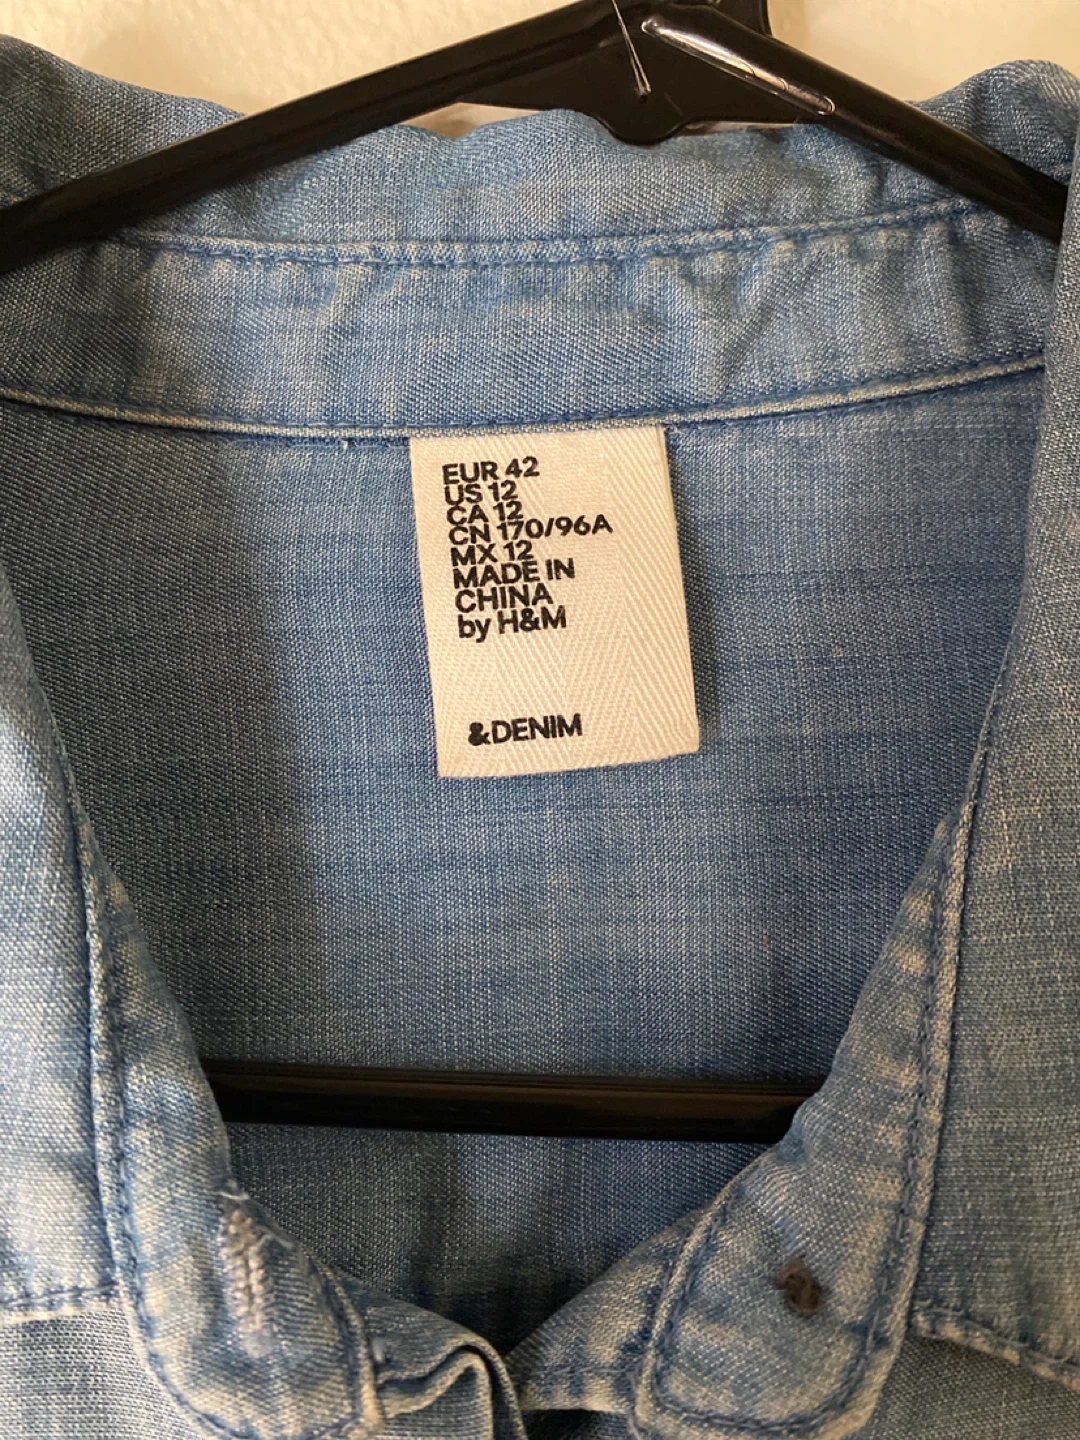 EUR 42
US 12
CA 12
CN 170/96A
MX 12
MADE IN
CHINA
by H&M
&DENIM